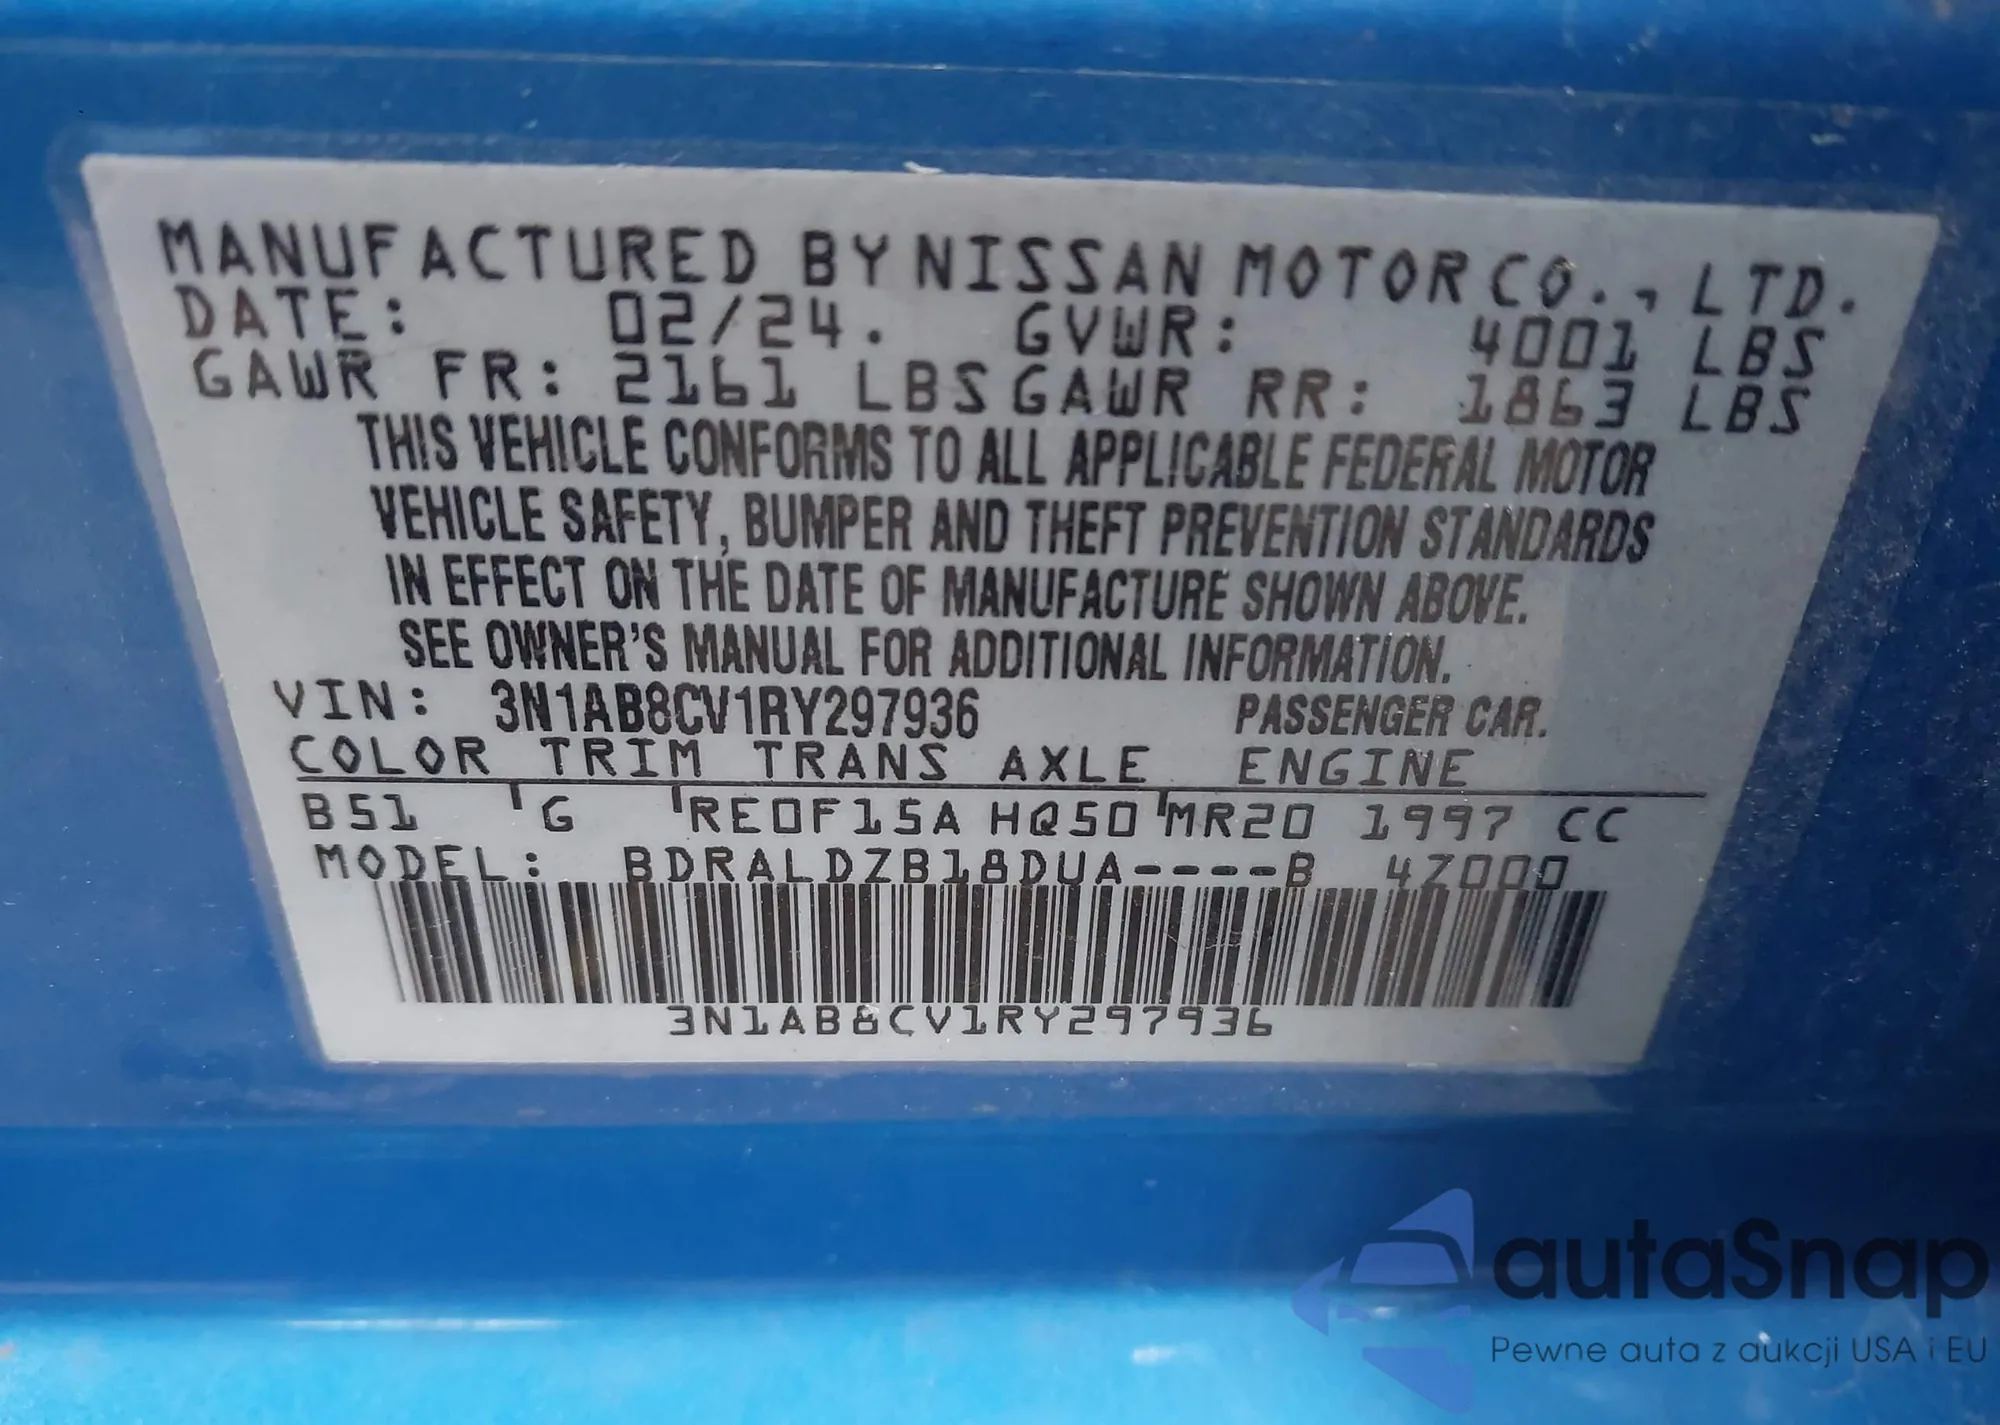 MANUFACTURED BY NISSAN MOTOR CO., LTD.
DATE: 02/24. GVWR: 4001 LBS
GAWR FR: 2161 LBS GAWR RR: 1863 LBS
THIS VEHICLE CONFORMS TO ALL APPLICABLE FEDERAL MOTOR
VEHICLE SAFETY, BUMPER AND THEFT PREVENTION STANDARDS
IN EFFECT ON THE DATE OF MANUFACTURE SHOWN ABOVE.
SEE OWNER'S MANUAL FOR ADDITIONAL INFORMATION.
VIN: 3N1AB8CV1RY297936 PASSENGER CAR.
COLOR TRIM TRANS AXLE ENGINE
B51 G RE0F15A HQ50 MR20 1997 CC
MODEL: BDRALDZB18DUA----B 4Z000
3N1AB8CV1RY297936
autaSnap
Pewne auta z aukcji USA i EU